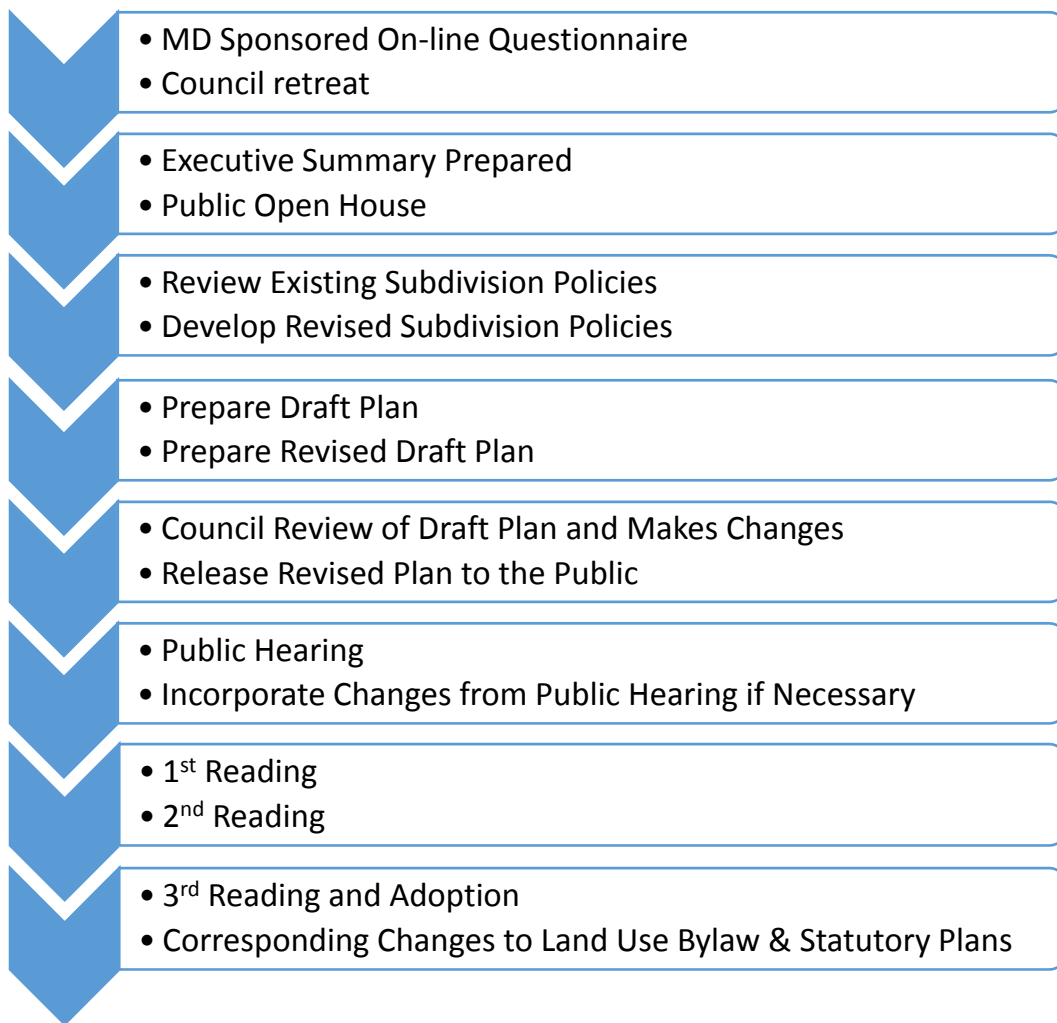 • MD Sponsored On-line Questionnaire
• Council retreat
• Executive Summary Prepared
• Public Open House
• Review Existing Subdivision Policies
• Develop Revised Subdivision Policies
• Prepare Draft Plan
• Prepare Revised Draft Plan
• Council Review of Draft Plan and Makes Changes
• Release Revised Plan to the Public
• Public Hearing
• Incorporate Changes from Public Hearing if Necessary
• 1st Reading
• 2nd Reading
• 3rd Reading and Adoption
• Corresponding Changes to Land Use Bylaw & Statutory Plans